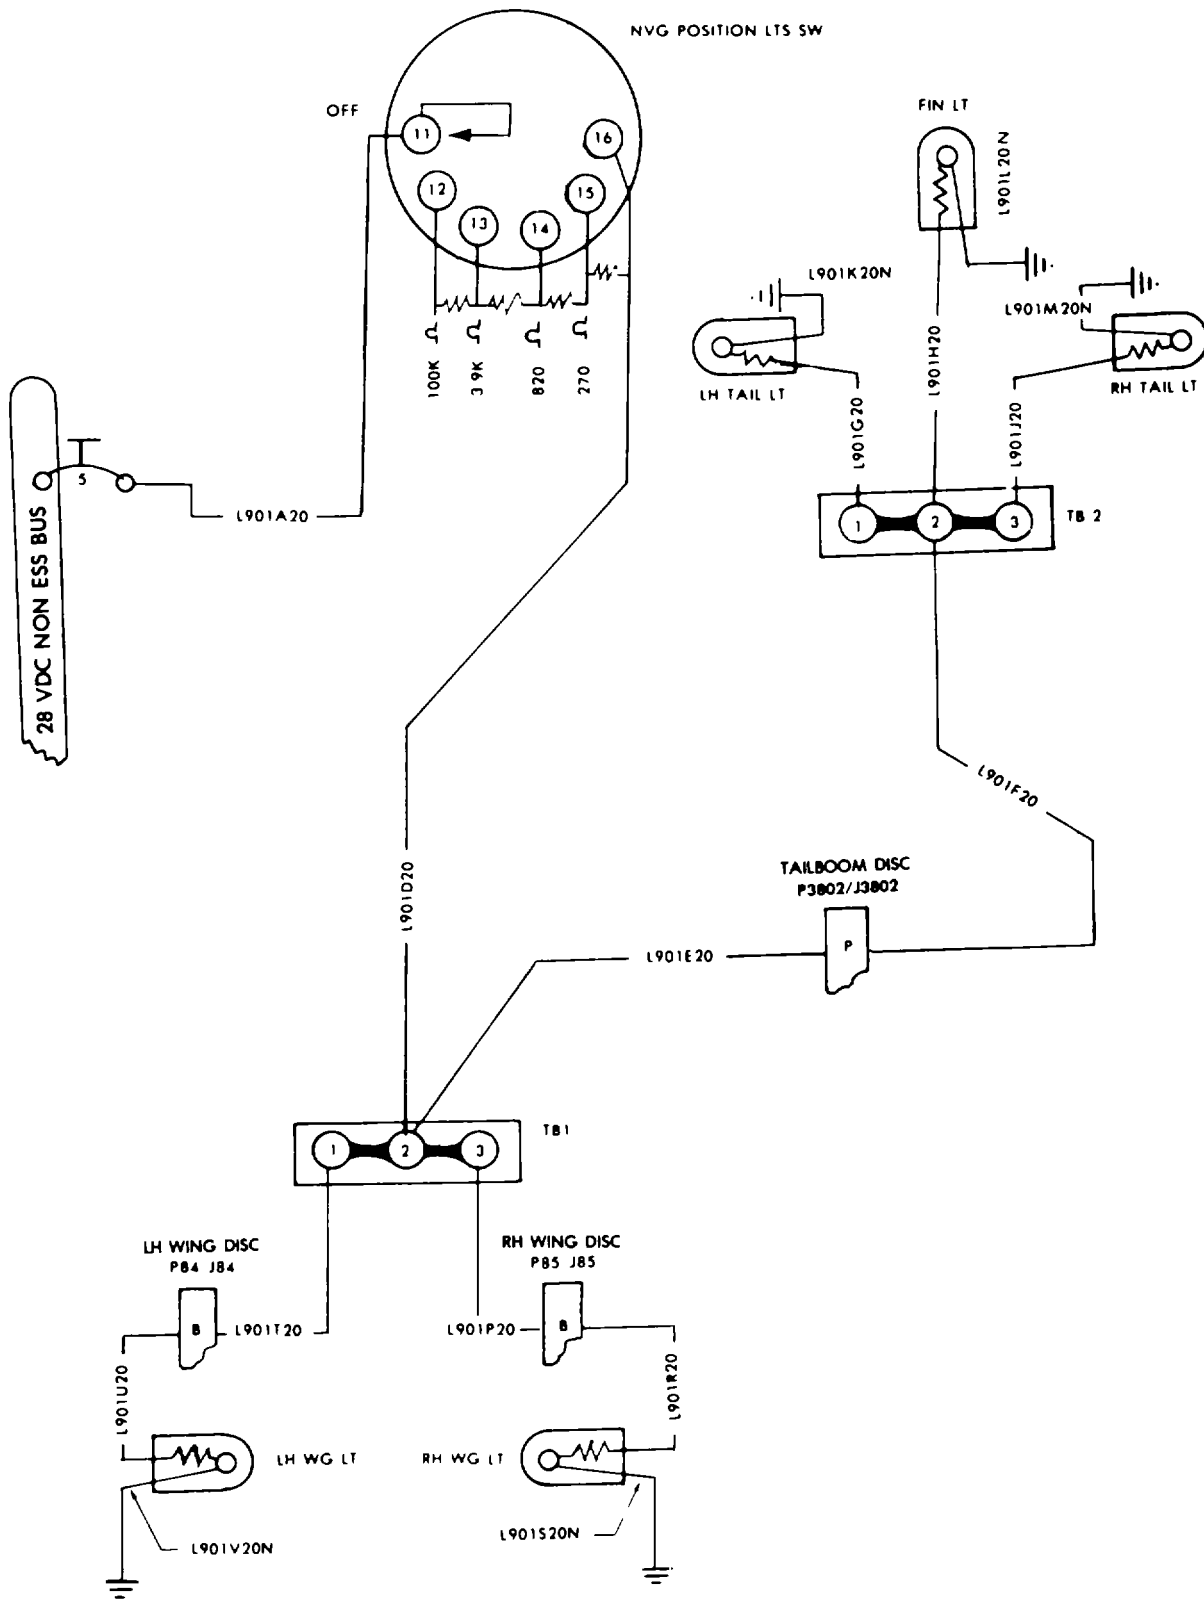 NVG POSITION LTS SW
OFF
11
16
12
15
13
14
100K
3.9K
820
270
FIN LT
L901L20N
L901K20N
L901M20N
L901H20
LH TAIL LT
RH TAIL LT
L901G20
L901J20
1
2
3
TB 2
5
L901A20
28 VDC NON ESS BUS
L901F20
L901D20
TAILBOOM DISC
P3802/J3802
P
L901E20
TB1
1
2
3
LH WING DISC
P84 J84
RH WING DISC
P85 J85
B
L901T20
L901P20
B
L901U20
L901R20
LH WG LT
RH WG LT
L901V20N
L901S20N